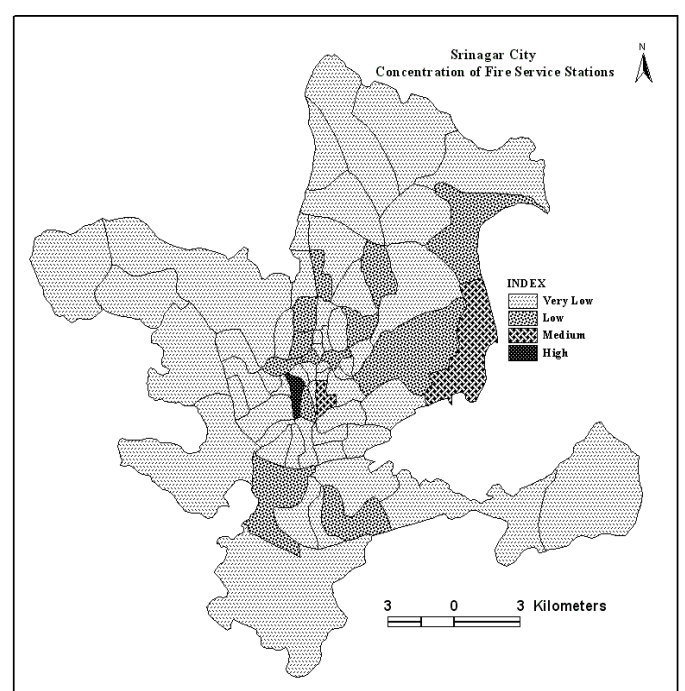 Srinagar City
Concentration of Fire Service Stations
N
INDEX
Very Low
Low
Medium
High
3 0 3 Kilometers